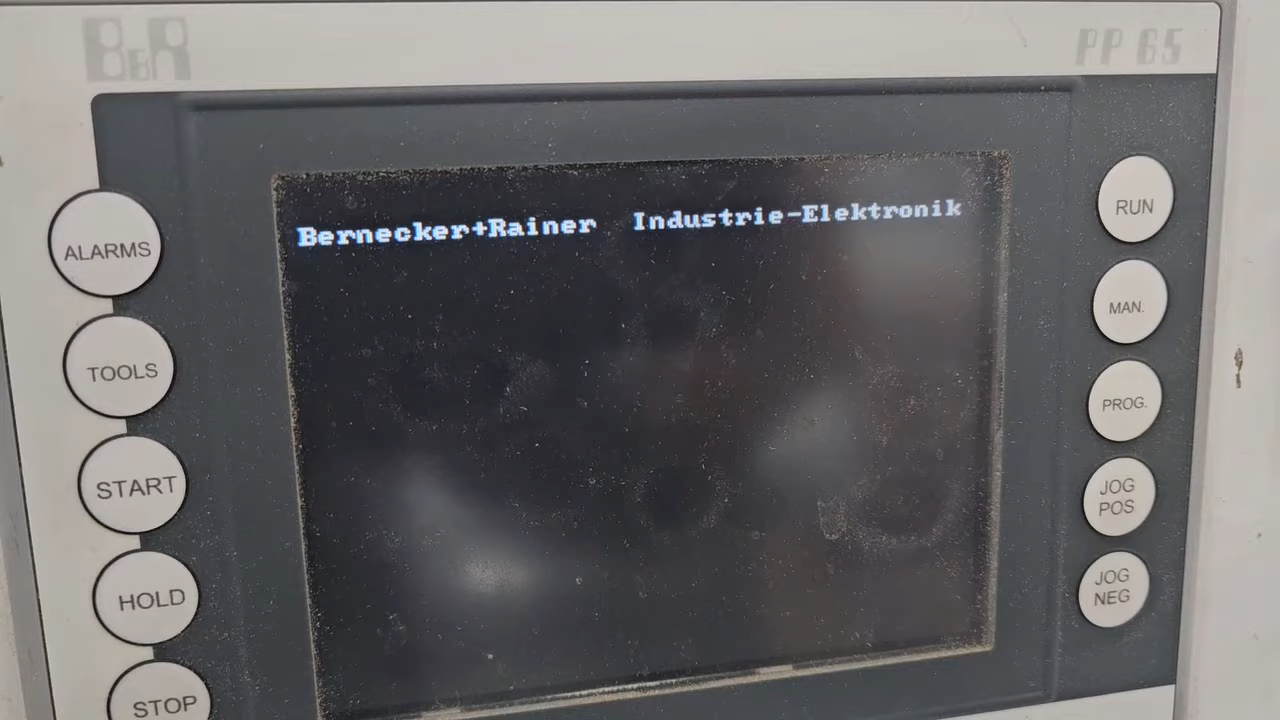 B&R
PP 65
Bernecker+Rainer Industrie-Elektronik
ALARMS
TOOLS
START
HOLD
STOP
RUN
MAN.
PROG.
JOG
POS
JOG
NEG